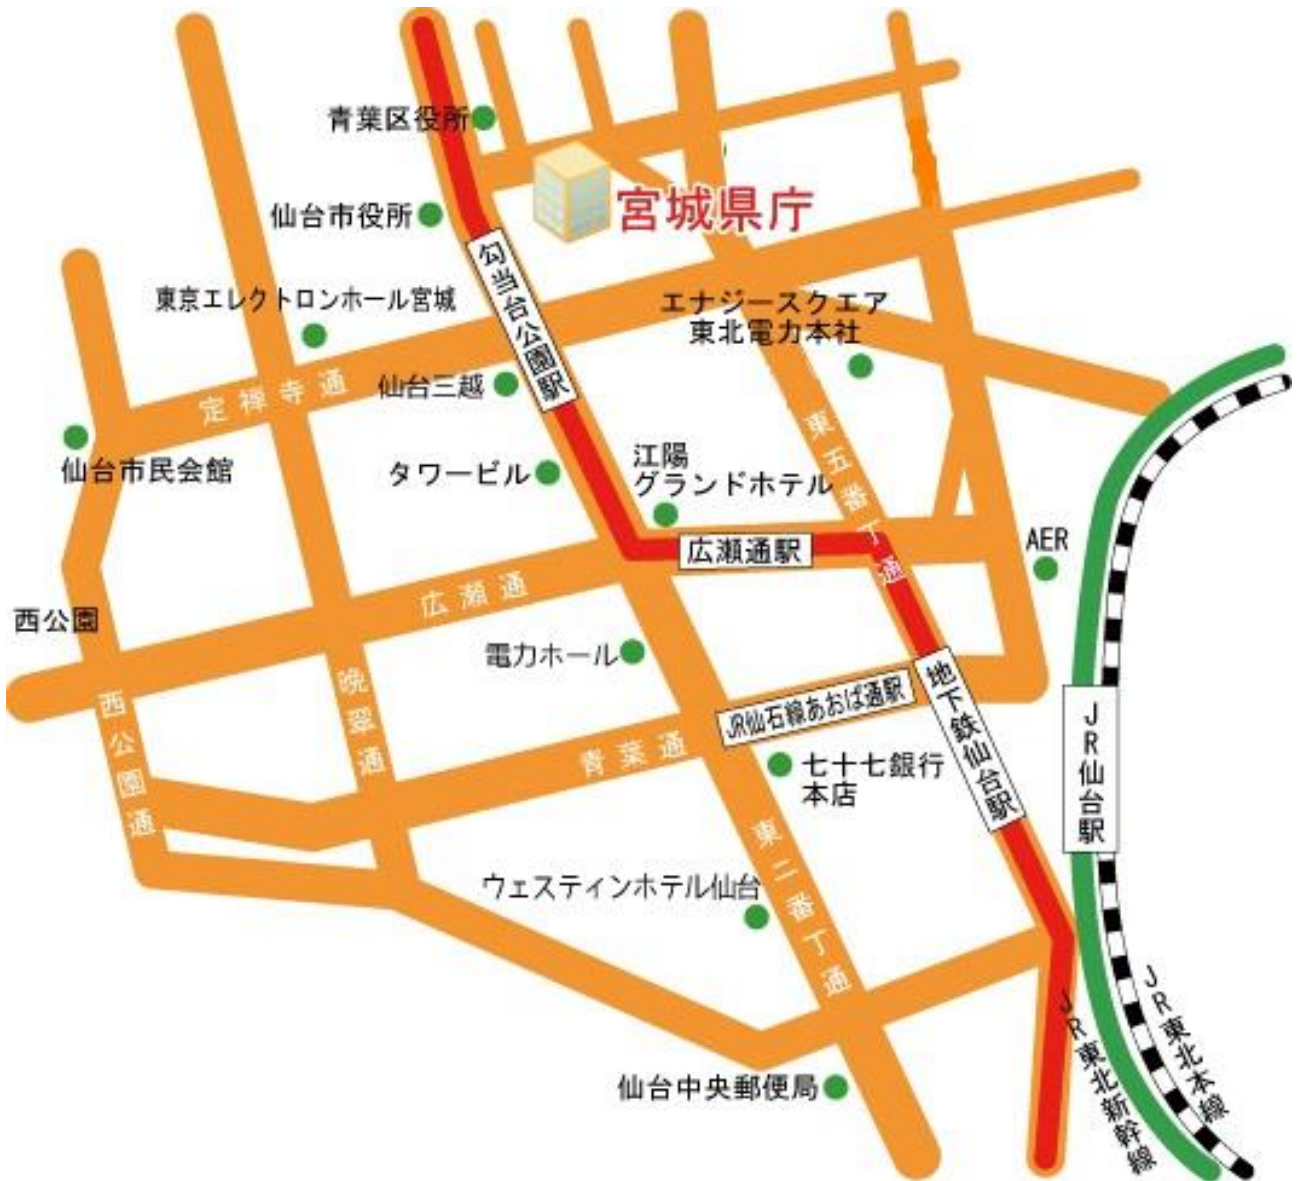 青葉区役所
宮城県庁
仙台市役所
勾当台公園駅
東京エレクトロンホール宮城
エナジースクエア
東北電力本社
仙台三越
定禅寺通
仙台市民会館
タワービル
江陽
グランドホテル
東五番丁通
広瀬通駅
AER
広瀬通
西公園
電力ホール
西公園通
晩翠通
JR仙石線あおば通駅
地下鉄仙台駅
JR仙台駅
青葉通
七十七銀行
本店
東二番丁通
ウェスティンホテル仙台
仙台中央郵便局
JR東北新幹線
JR東北本線